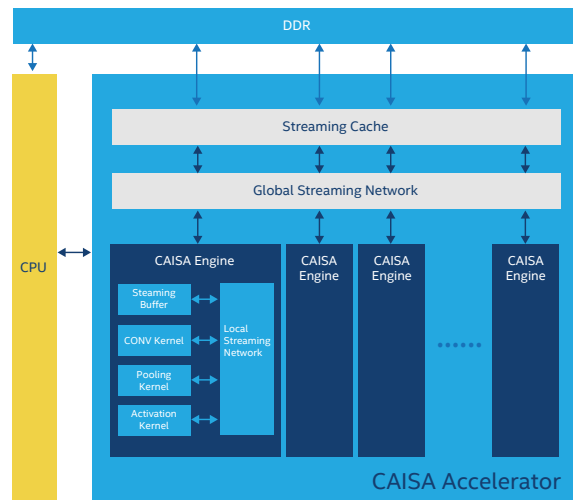 DDR
Streaming Cache
Global Streaming Network
CPU
CAISA Engine
Steaming
Buffer
CONV Kernel
Pooling
Kernel
Activation
Kernel
Local
Streaming
Network
CAISA
Engine
CAISA
Engine
......
CAISA
Engine
CAISA Accelerator